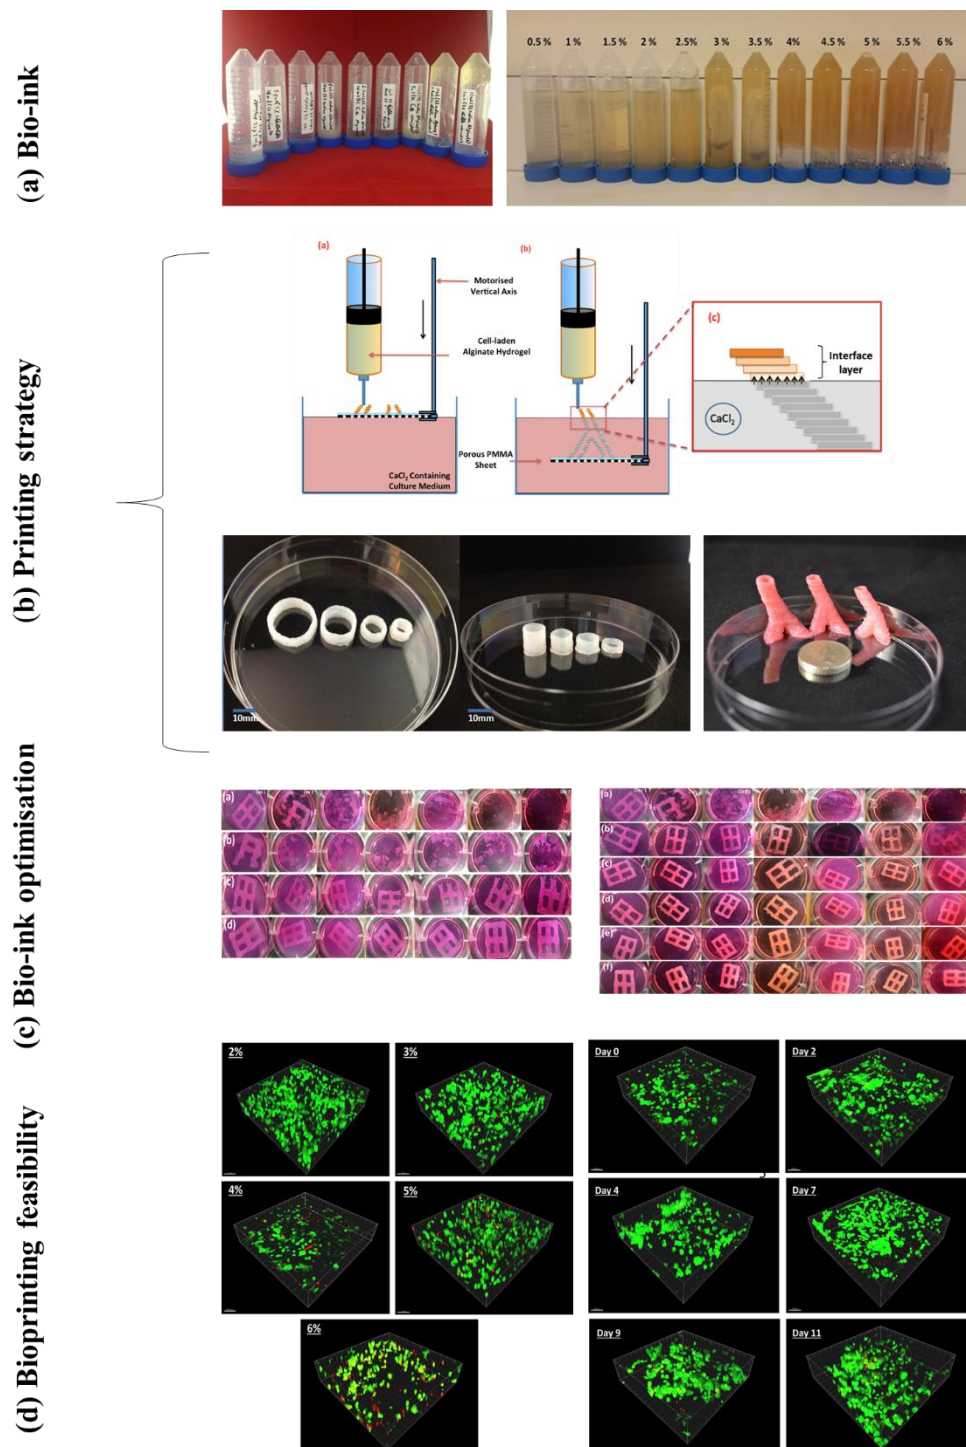 (a) Bio-ink
0.5 %
1 %
1.5 %
2 %
2.5%
3 %
3.5 %
4%
4.5 %
5 %
5.5 %
6 %
(b) Printing strategy
(a)
Motorised
Vertical Axis
Cell-laden
Alginate Hydrogel
CaCl2 Containing
Culture Medium
(b)
Porous PMMA
Sheet
(c)
Interface
layer
CaCl2
10mm
10mm
(c) Bio-ink optimisation
(a)
(b)
(c)
(d)
(a)
(b)
(c)
(d)
(e)
(f)
(d) Bioprinting feasibility
2%
3%
4%
5%
6%
Day 0
Day 2
Day 4
Day 7
Day 9
Day 11